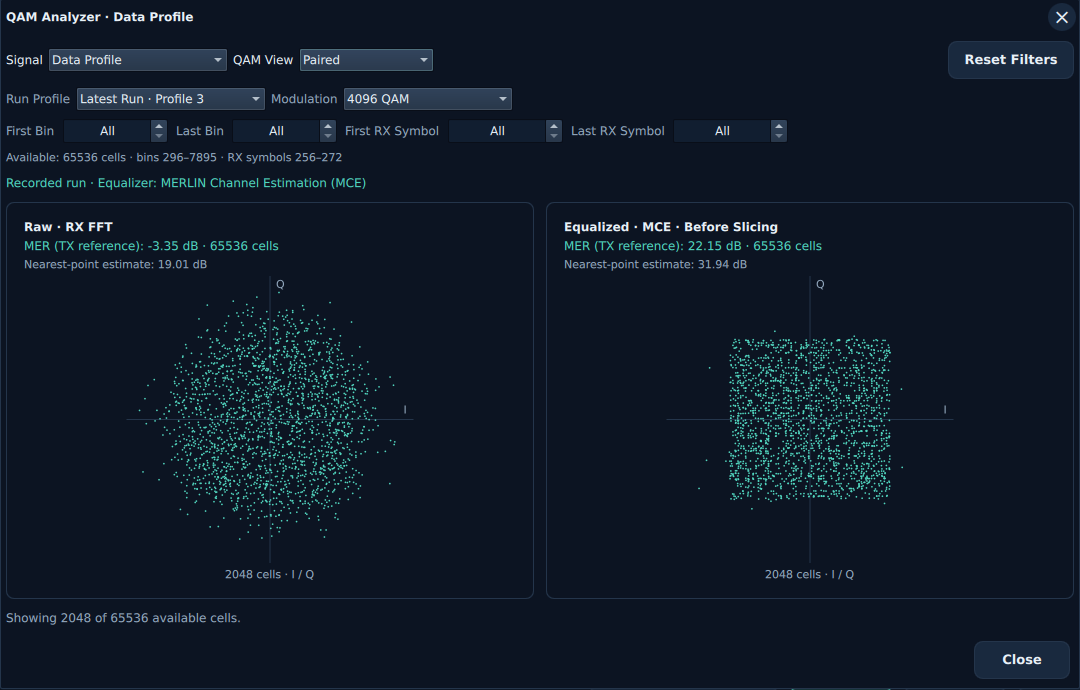 QAM Analyzer · Data Profile
Signal Data Profile QAM View Paired Reset Filters
Run Profile Latest Run · Profile 3 Modulation 4096 QAM
First Bin All Last Bin All First RX Symbol All Last RX Symbol All
Available: 65536 cells · bins 296–7895 · RX symbols 256–272
Recorded run · Equalizer: MERLIN Channel Estimation (MCE)
Raw · RX FFT
MER (TX reference): -3.35 dB · 65536 cells
Nearest-point estimate: 19.01 dB
Q
I
2048 cells · I / Q
Equalized · MCE · Before Slicing
MER (TX reference): 22.15 dB · 65536 cells
Nearest-point estimate: 31.94 dB
Q
I
2048 cells · I / Q
Showing 2048 of 65536 available cells.
Close